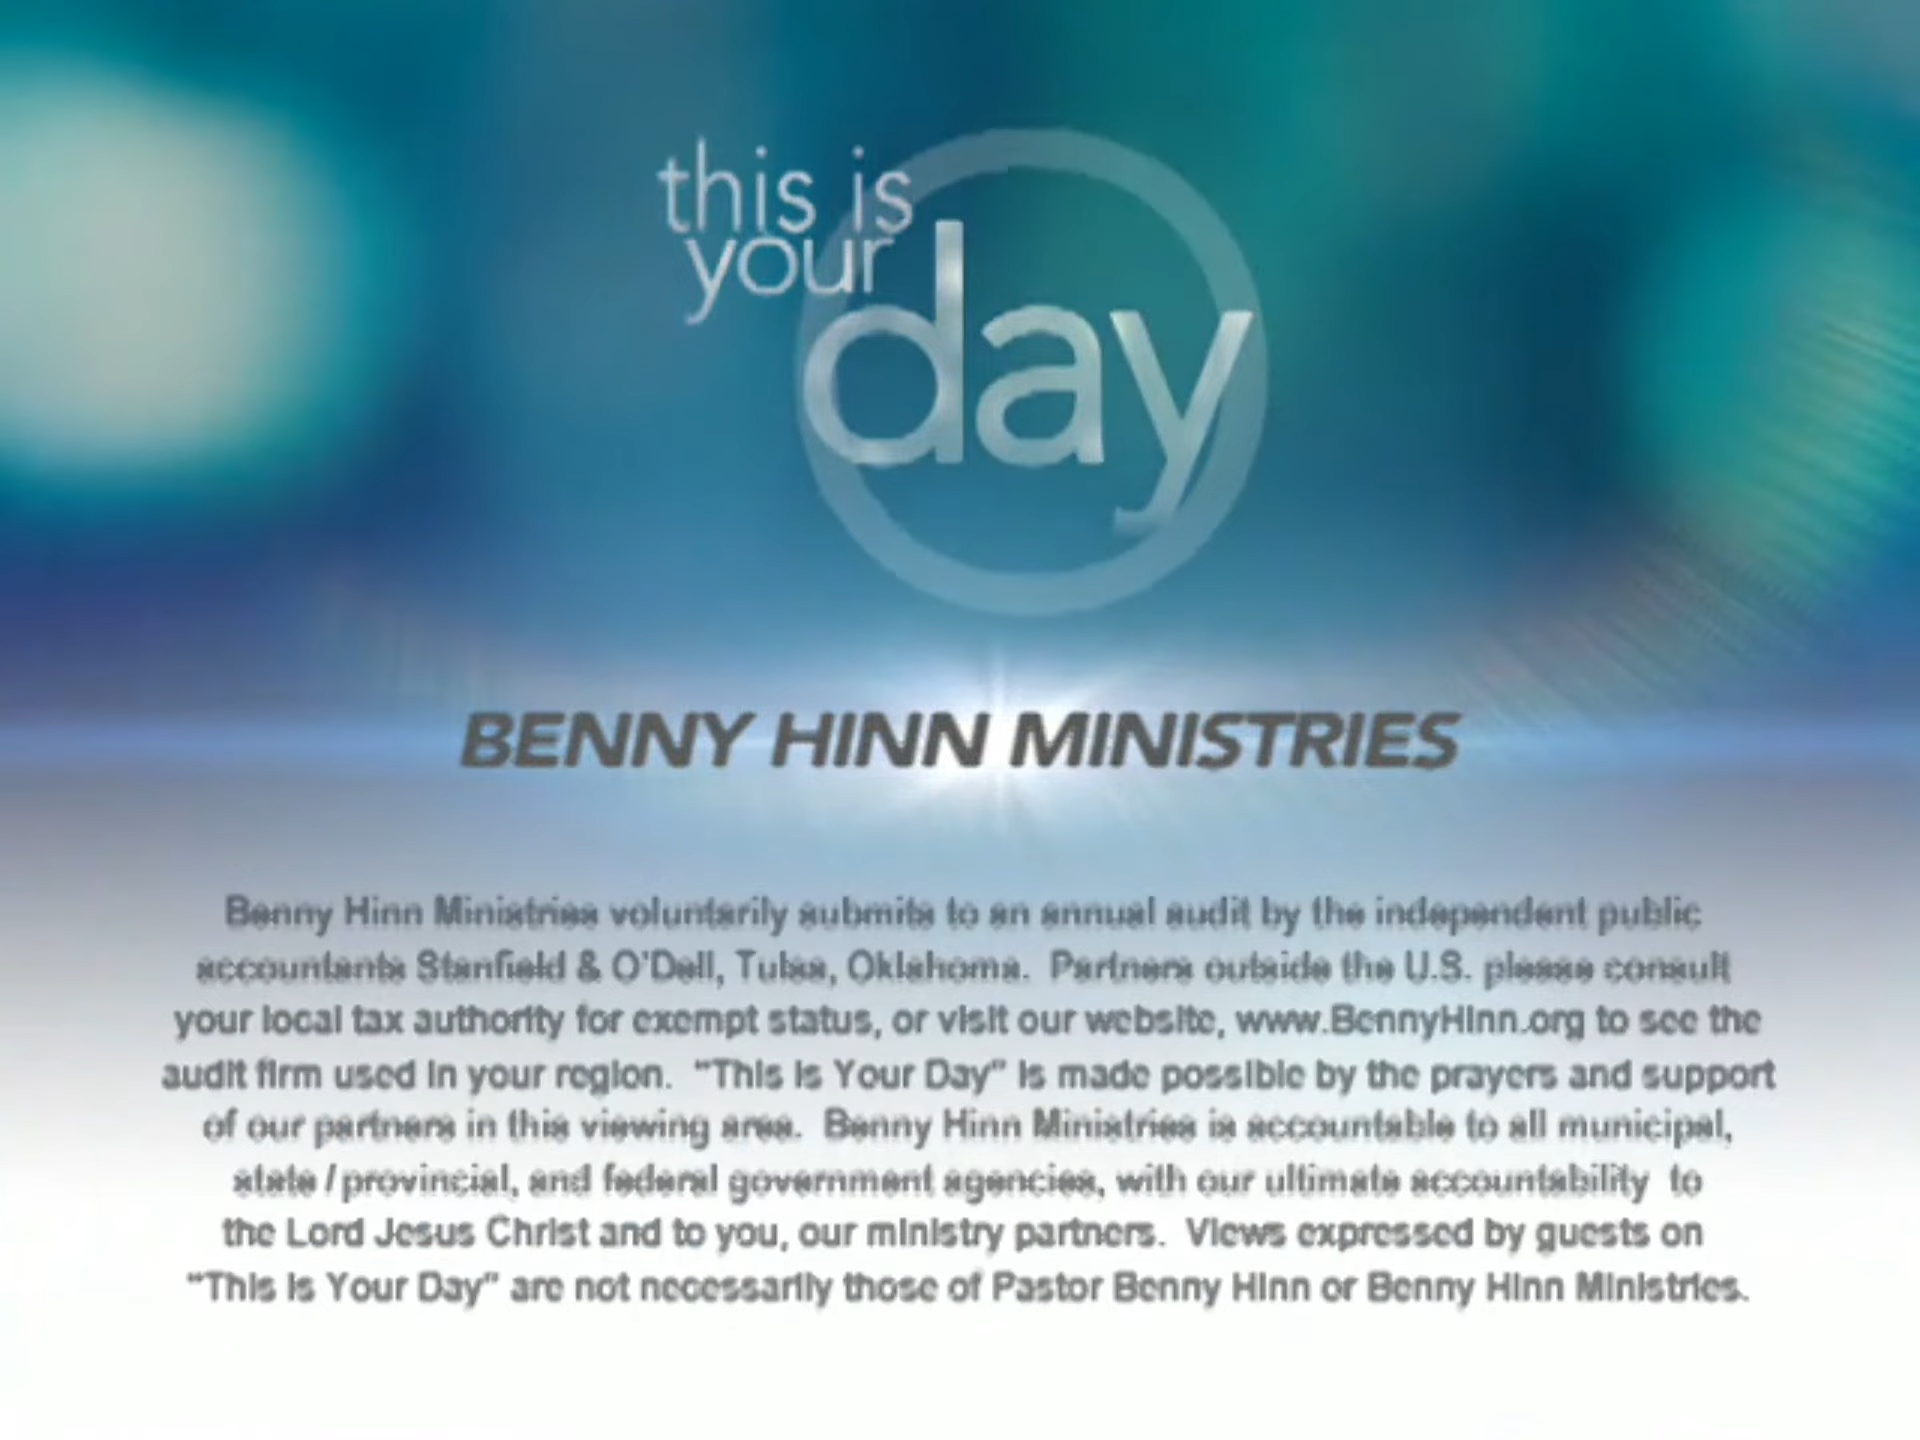 this is
your
day
BENNY HINN MINISTRIES
Benny Hinn Ministries voluntarily submits to an annual audit by the independent public
accountants Stanfield & O'Dell, Tulsa, Oklahoma. Partners outside the U.S. please consult
your local tax authority for exempt status, or visit our website, www.BennyHinn.org to see the
audit firm used in your region. "This Is Your Day" is made possible by the prayers and support
of our partners in this viewing area. Benny Hinn Ministries is accountable to all municipal,
state / provincial, and federal government agencies, with our ultimate accountability to
the Lord Jesus Christ and to you, our ministry partners. Views expressed by guests on
"This Is Your Day" are not necessarily those of Pastor Benny Hinn or Benny Hinn Ministries.